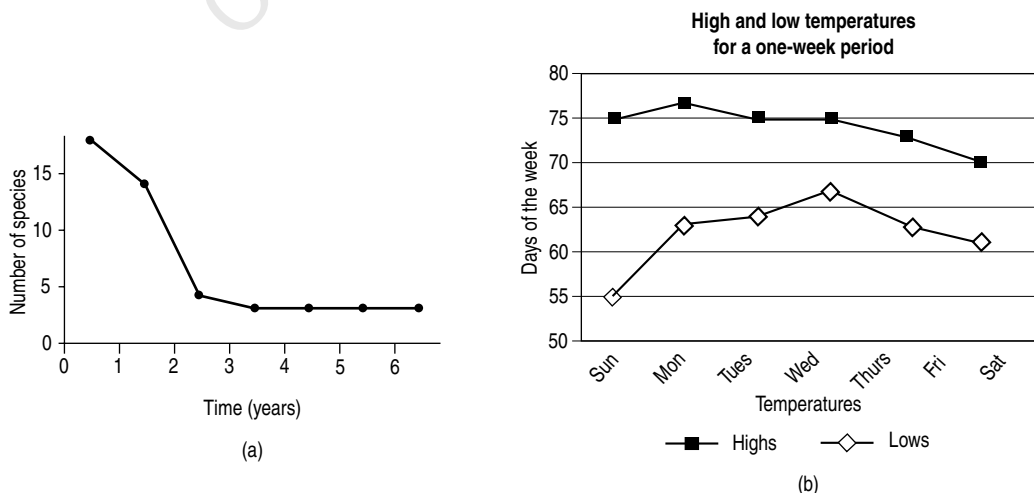 Number of species
15
10
5
0
0 1 2 3 4 5 6
Time (years)
(a)
High and low temperatures
for a one-week period
Days of the week
80
75
70
65
60
55
50
Sun Mon Tues Wed Thurs Fri Sat
Temperatures
Highs Lows
(b)